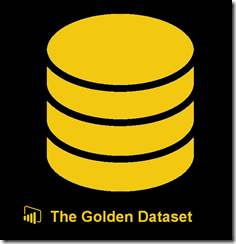 The Golden Dataset